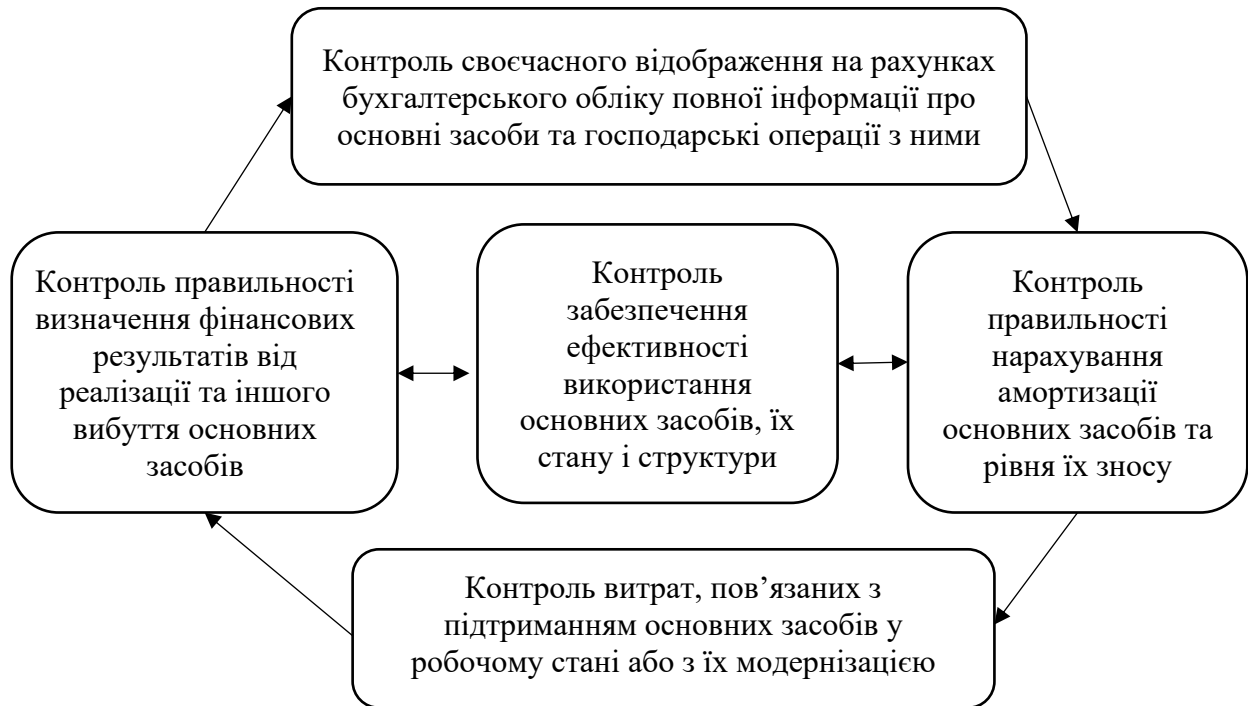 Контроль своєчасного відображення на рахунках
бухгалтерського обліку повної інформації про
основні засоби та господарські операції з ними
Контроль правильності
визначення фінансових
результатів від
реалізації та іншого
вибуття основних
засобів
Контроль
забезпечення
ефективності
використання
основних засобів, їх
стану і структури
Контроль
правильності
нарахування
амортизації
основних засобів та
рівня їх зносу
Контроль витрат, пов’язаних з
підтриманням основних засобів у
робочому стані або з їх модернізацією